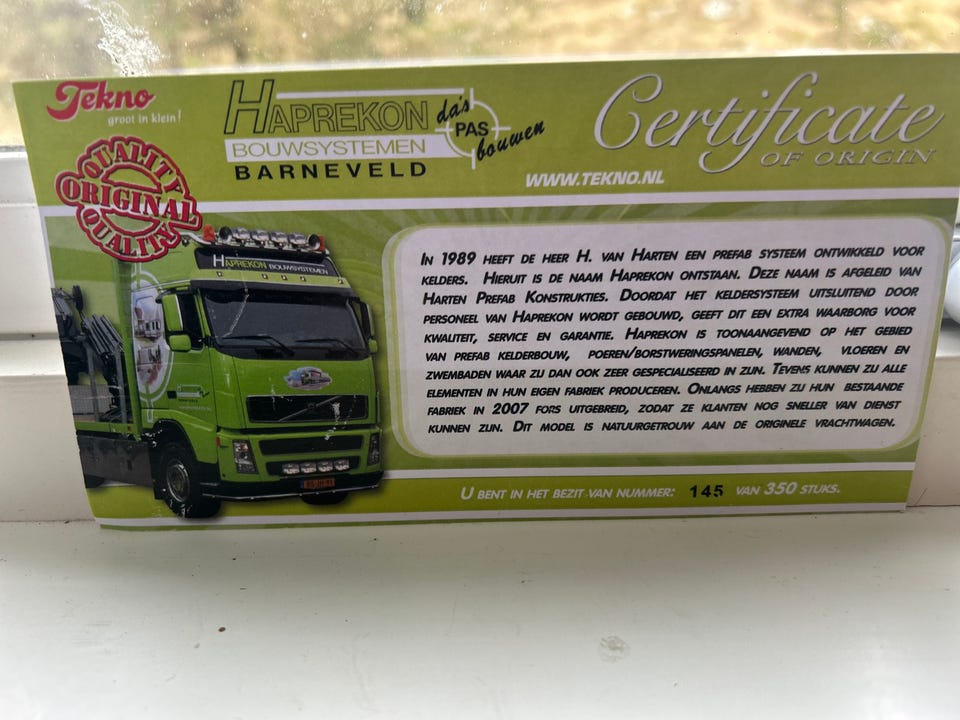 Tekno
groot in klein!
HAPREKON
BOUWSYSTEMEN
BARNEVELD
da's
PAS
bouwen
Certificate
OF ORIGIN
WWW.TEKNO.NL
QUALITY
ORIGINAL
QUALITY
HAPREKON BOUWSYSTEMEN
IN 1989 HEEFT DE HEER H. VAN HARTEN EEN PREFAB SYSTEEM ONTWIKKELD VOOR
KELDERS. HIERUIT IS DE NAAM HAPREKON ONTSTAAN. DEZE NAAM IS AFGELEID VAN
HARTEN PREFAB KONSTRUKTIES. DOORDAT HET KELDERSYSTEEM UITSLUITEND DOOR
PERSONEEL VAN HAPREKON WORDT GEBOUWD, GEEFT DIT EEN EXTRA WAARBORG VOOR
KWALITEIT, SERVICE EN GARANTIE. HAPREKON IS TOONAANGEVEND OP HET GEBIED
VAN PREFAB KELDERBOUW, POEREN/BORSTWERINGSPANELEN, WANDEN, VLOEREN EN
ZWEMBADEN WAAR ZIJ DAN OOK ZEER GESPECIALISEERD IN ZIJN. TEVENS KUNNEN ZIJ ALLE
ELEMENTEN IN HUN EIGEN FABRIEK PRODUCEREN. ONLANGS HEBBEN ZIJ HUN BESTAANDE
FABRIEK IN 2007 FORS UITGEBREID, ZODAT ZE KLANTEN NOG SNELLER VAN DIENST
KUNNEN ZIJN. DIT MODEL IS NATUURGETROUW AAN DE ORIGINELE VRACHTWAGEN.
U BENT IN HET BEZIT VAN NUMMER: 145 VAN 350 STUKS.